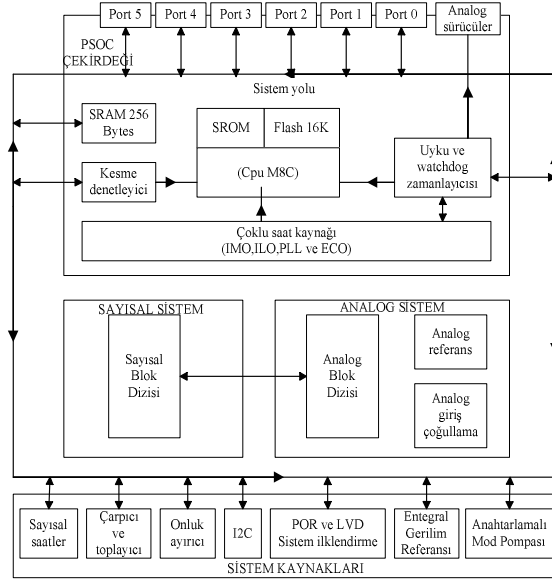 Port 5
Port 4
Port 3
Port 2
Port 1
Port 0
Analog
sürücüler
PSOC
ÇEKİRDEĞİ
Sistem yolu
SRAM 256
Bytes
SROM
Flash 16K
(Cpu M8C)
Kesme
denetleyici
Uyku ve
watchdog
zamanlayıcısı
Çoklu saat kaynağı
(IMO,ILO,PLL ve ECO)
SAYISAL SİSTEM
Sayısal
Blok
Dizisi
ANALOG SISTEM
Analog
Blok
Dizisi
Analog
referans
Analog
giriş
çoğullama
Sayısal
saatler
Çarpıcı
ve
toplayıcı
Onluk
ayırıcı
I2C
POR ve LVD
Sistem ilklendirme
Entegral
Gerilim
Referansı
Anahtarlamalı
Mod Pompası
SİSTEM KAYNAKLARI